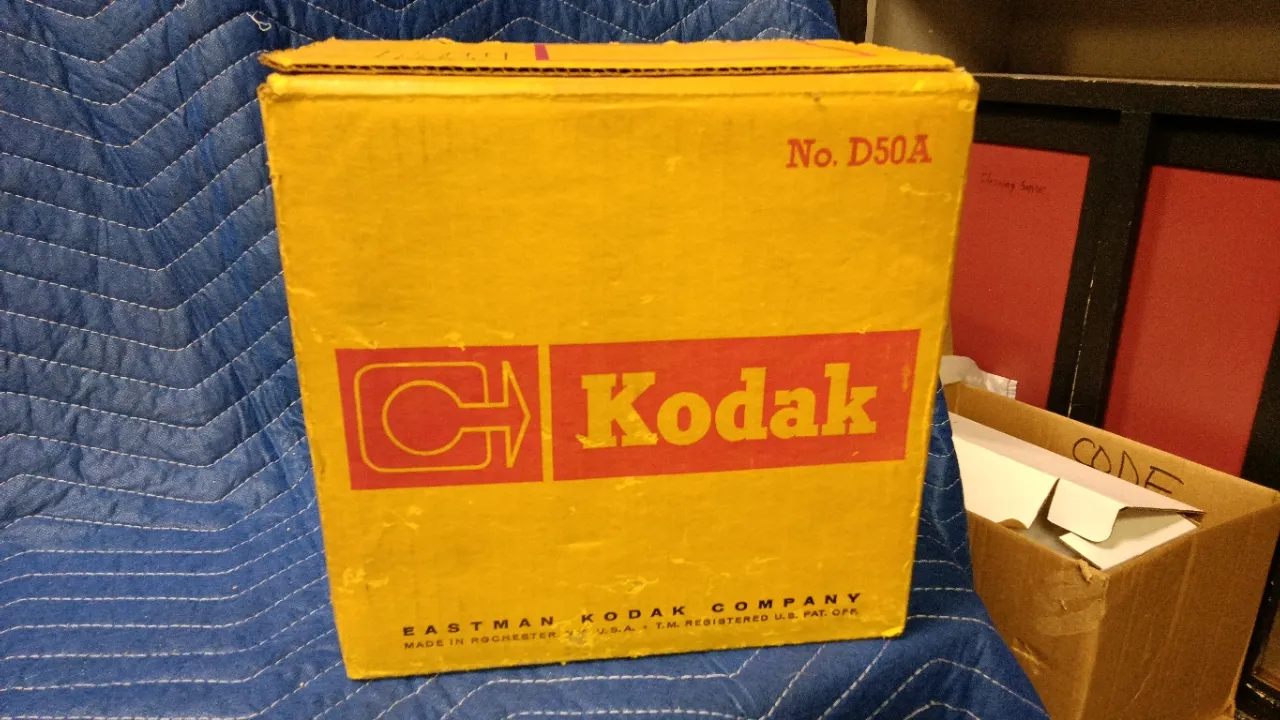 No. D50A
Kodak
EASTMAN KODAK COMPANY
MADE IN ROCHESTER, N.Y. U.S.A. • T.M. REGISTERED U.S. PAT. OFF.
CODE